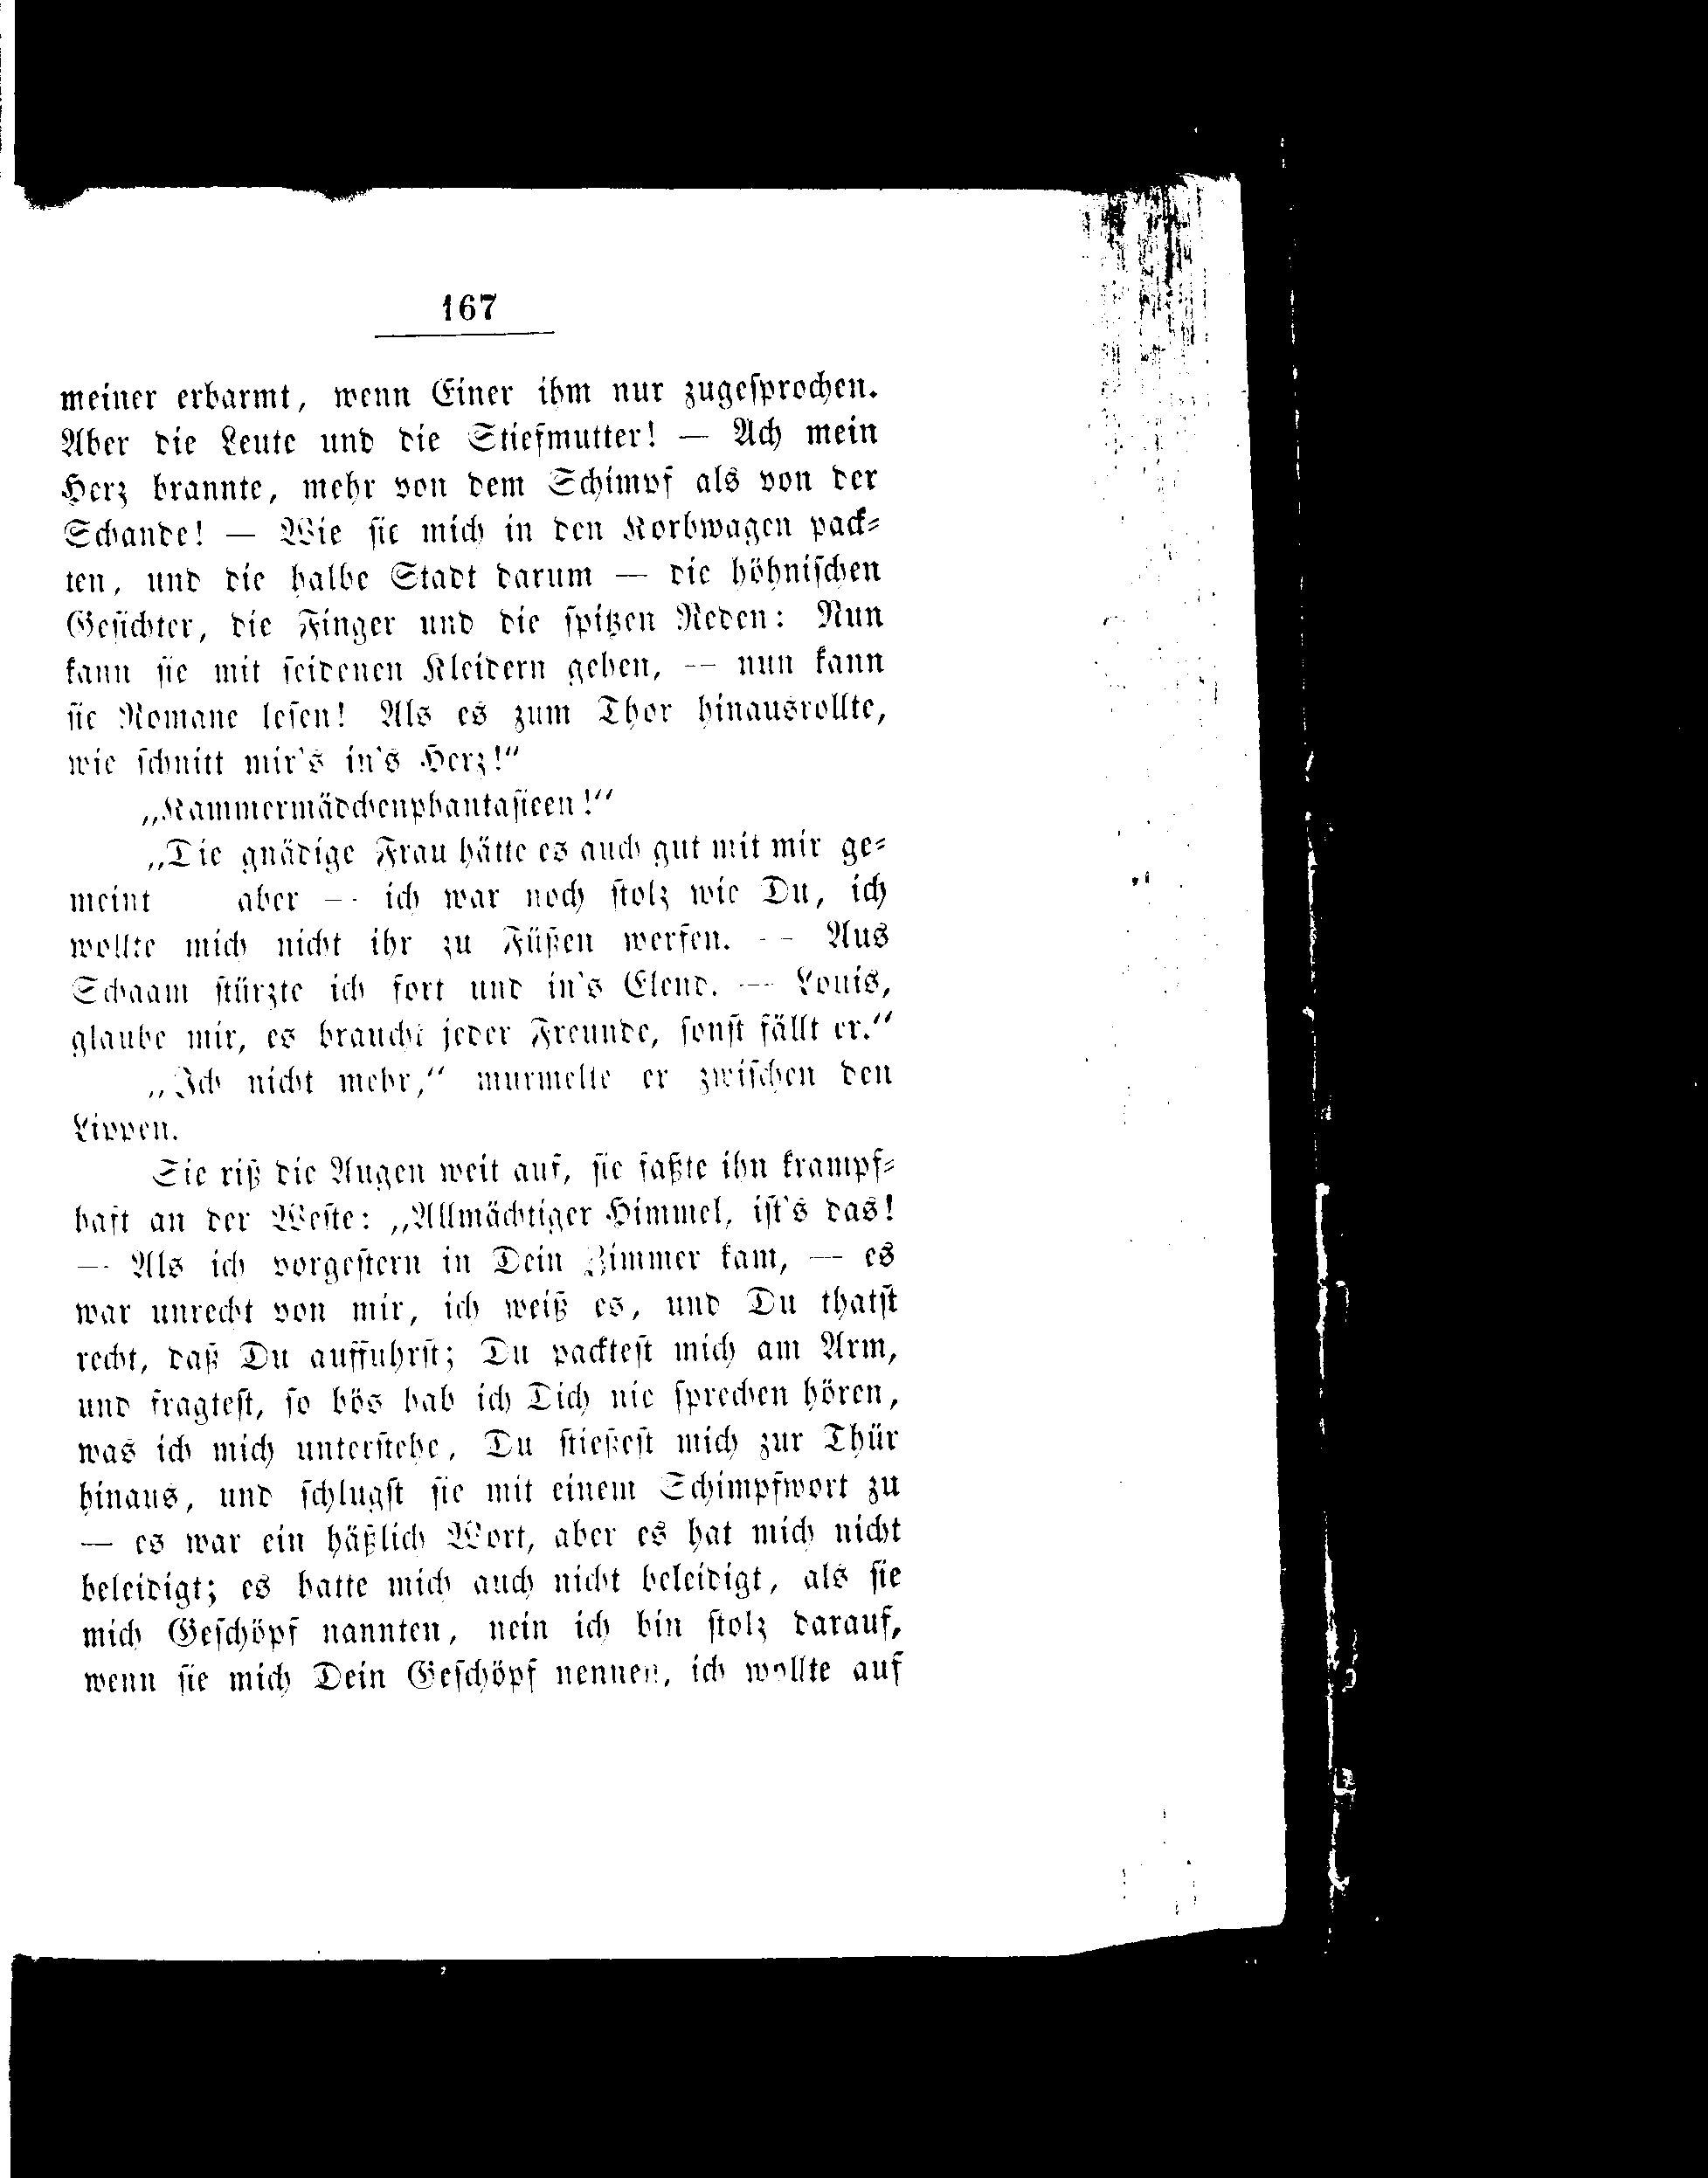 167
meiner erbarmt, wenn Einer ihm nur zugeſprochen.
Aber die Leute und die Stiefmutter! — Ach mein
Herz brannte, mehr von dem Schimpf als von der
Schande! — Wie ſie mich in den Korbwagen pack⸗
ten, und die halbe Stadt darum — die höhniſchen
Geſichter, die Finger und die ſpitzen Reden: Nun
kann ſie mit ſeidenen Kleidern gehen, — nun kann
ſie Romane leſen! Als es zum Thor hinausrollte,
wie ſchnitt mir's in's Herz!“
„Kammermädchenphantaſieen!“
„Die gnädige Frau hätte es auch gut mit mir ge⸗
meint aber — ich war noch ſtolz wie Du, ich
wollte mich nicht ihr zu Füßen werfen. — Aus
Schaam ſtürzte ich fort und in's Elend. — Louis,
glaube mir, es braucht jeder Freunde, ſonſt fällt er.“
„Ich nicht mehr,“ murmelte er zwiſchen den
Lippen.
Sie riß die Augen weit auf, ſie faßte ihn krampf⸗
haft an der Weſte: „Allmächtiger Himmel, iſt's das!
— Als ich vorgeſtern in Dein Zimmer kam, — es
war unrecht von mir, ich weiß es, und Du thatſt
recht, daß Du auffuhrſt; Du packteſt mich am Arm,
und fragteſt, ſo bös hab ich Dich nie ſprechen hören,
was ich mich unterſtehe, Du ſtießeſt mich zur Thür
hinaus, und ſchlugſt ſie mit einem Schimpfwort zu
— es war ein häßlich Wort, aber es hat mich nicht
beleidigt; es hatte mich auch nicht beleidigt, als ſie
mich Geſchöpf nannten, nein ich bin ſtolz darauf,
wenn ſie mich Dein Geſchöpf nennen, ich wollte auf